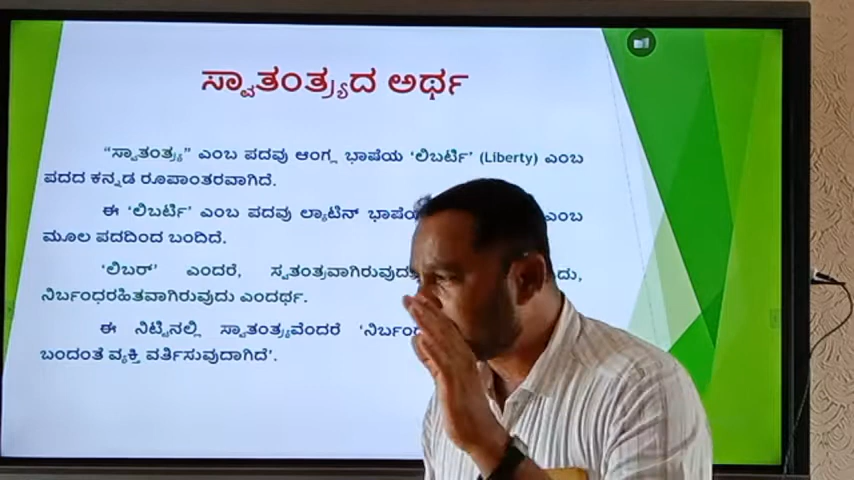 ಸ್ವಾತಂತ್ರ್ಯದ ಅರ್ಥ
“ಸ್ವಾತಂತ್ರ್ಯ” ಎಂಬ ಪದವು ಆಂಗ್ಲ ಭಾಷೆಯ ‘ಲಿಬರ್ಟಿ’ (Liberty) ಎಂಬ
ಪದದ ಕನ್ನಡ ರೂಪಾಂತರವಾಗಿದೆ.
ಈ ‘ಲಿಬರ್ಟಿ’ ಎಂಬ ಪದವು ಲ್ಯಾಟಿನ್ ಎಂಬ
ಮೂಲ ಪದದಿಂದ ಬಂದಿದೆ.
‘ಲಿಬರ್’ ಎಂದರೆ, ಸ್ವತಂತ್ರವಾಗಿರುವುದು
ನಿರ್ಬಂಧರಹಿತವಾಗಿರುವುದು ಎಂದರ್ಥ.
ಈ ನಿಟ್ಟಿನಲ್ಲಿ ಸ್ವಾತಂತ್ರ್ಯವೆಂದರೆ
ಬಂದಂತೆ ವ್ಯಕ್ತಿ ವರ್ತಿಸುವುದಾಗಿದೆ’.